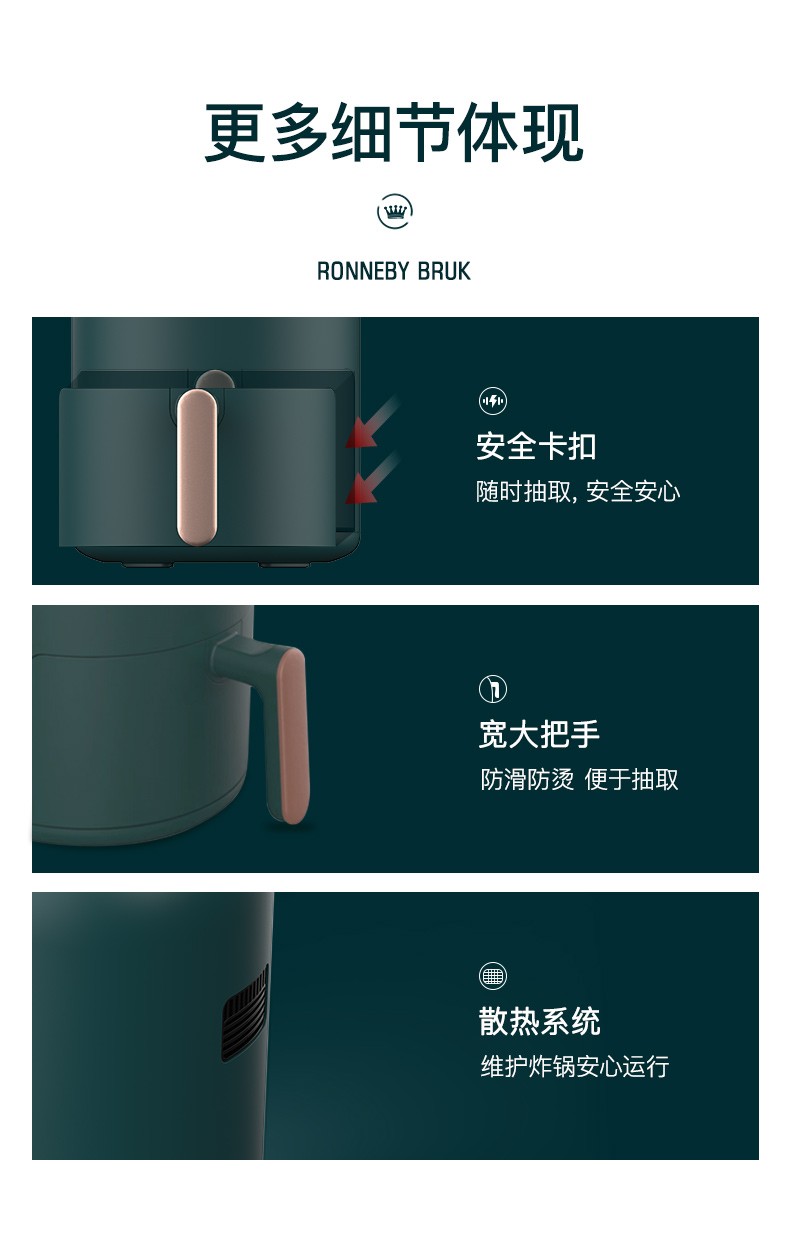 更多细节体现
RONNEBY BRUK
安全卡扣
随时抽取, 安全安心
宽大把手
防滑防烫 便于抽取
散热系统
维护炸锅安心运行